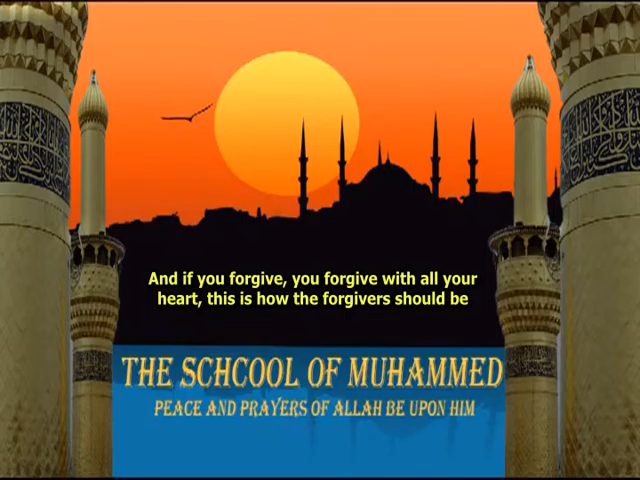 And if you forgive, you forgive with all your
heart, this is how the forgivers should be
THE SCHCOOL OF MUHAMMED
PEACE AND PRAYERS OF ALLAH BE UPON HIM